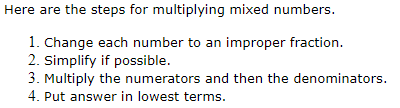 Here are the steps for multiplying mixed numbers.
1. Change each number to an improper fraction.
2. Simplify if possible.
3. Multiply the numerators and then the denominators.
4. Put answer in lowest terms.